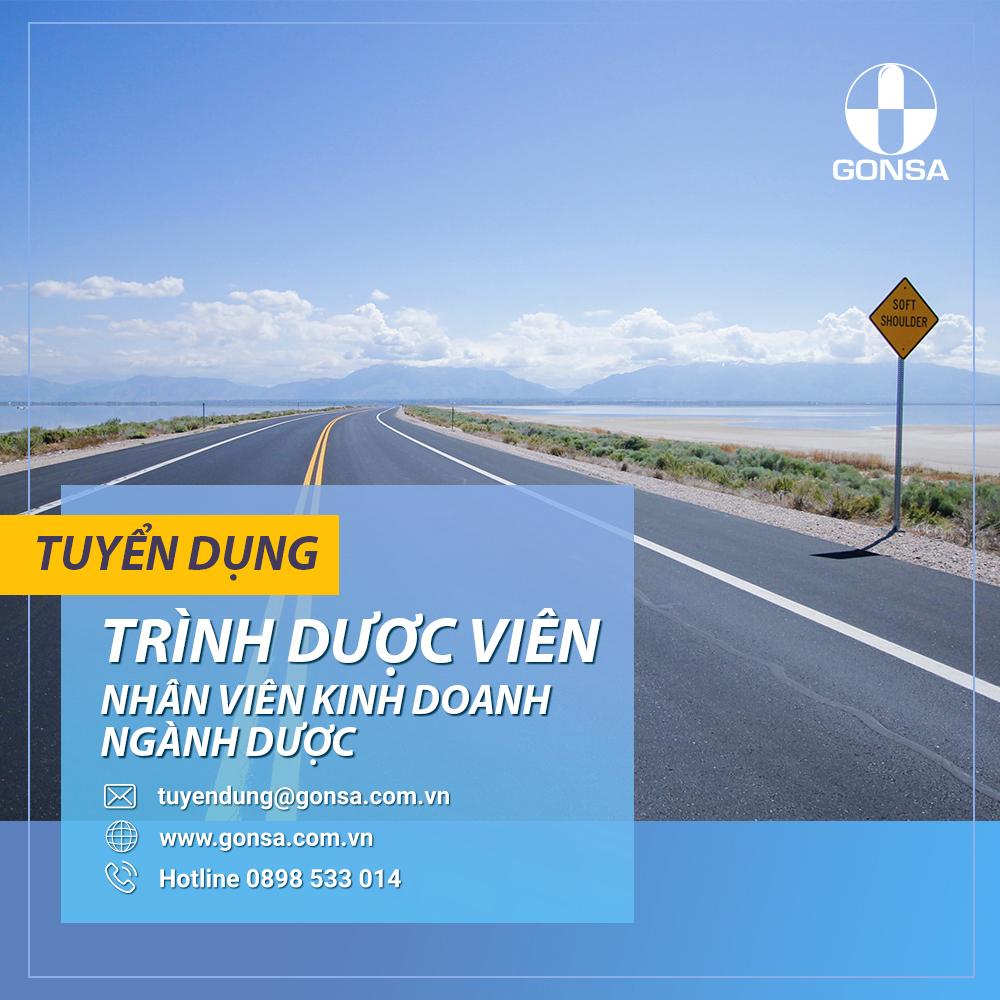 GONSA
SOFT
SHOULDER
TUYỂN DỤNG
TRÌNH DƯỢC VIÊN
NHÂN VIÊN KINH DOANH
NGÀNH DƯỢC
tuyendung@gonsa.com.vn
www.gonsa.com.vn
Hotline 0898 533 014